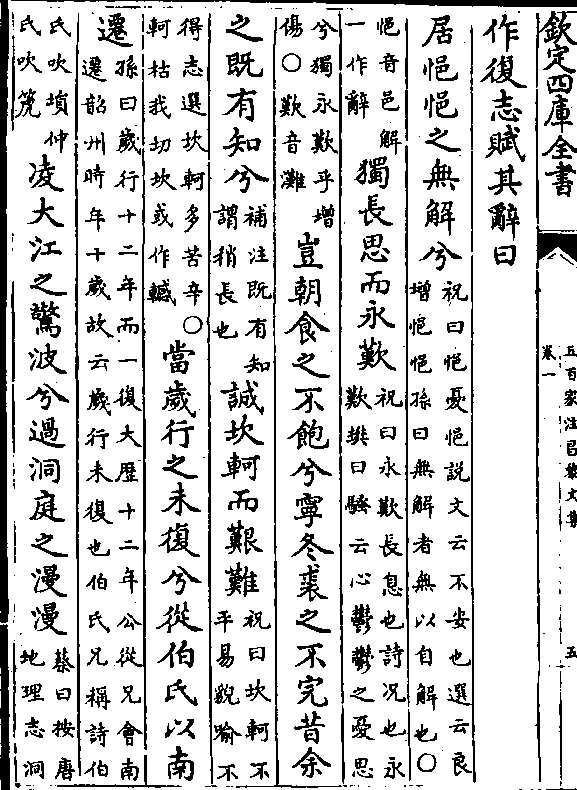 欽定四庫全書
五百家注昌黎文集
卷一
五
作復志賦其辭曰
居悒悒之無解兮
祝曰悒憂悒説文云不安也選云良
增悒悒孫曰無解者無以自解也○
悒音邑解
一作辭
獨長思而永歎
祝曰永歎長息也詩况也永
歎樊曰騷云心鬱鬱之憂思
兮獨永歎乎增
傷○歎音灘
豈朝食之不飽兮寧冬裘之不完昔余
之既有知兮
補注既有知
謂稍長也
誠坎軻而艱難
祝曰坎軻不
平易貌喻不
得志選坎軻多苦辛○
軻枯我切坎或作轗
當歲行之未復兮從伯氏以南
遷
孫曰歲行十二年而一復大歴十二年公從兄會南
遷韶州時年十歲故云歲行未復也伯氏兄稱詩伯
氏吹塤仲
氏吹箎
凌大江之驚波兮過洞庭之漫漫
蔡曰按唐
地理志洞